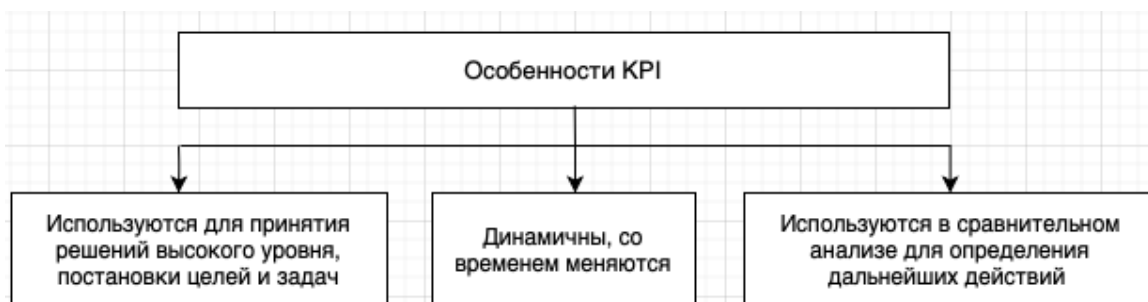 Особенности KPI
Используются для принятия
решений высокого уровня,
постановки целей и задач
Динамичны, со
временем меняются
Используются в сравнительном
анализе для определения
дальнейших действий